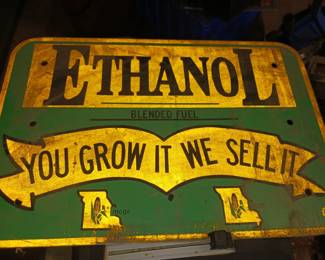 ETHANOL
BLENDED FUEL
YOU GROW IT WE SELL IT